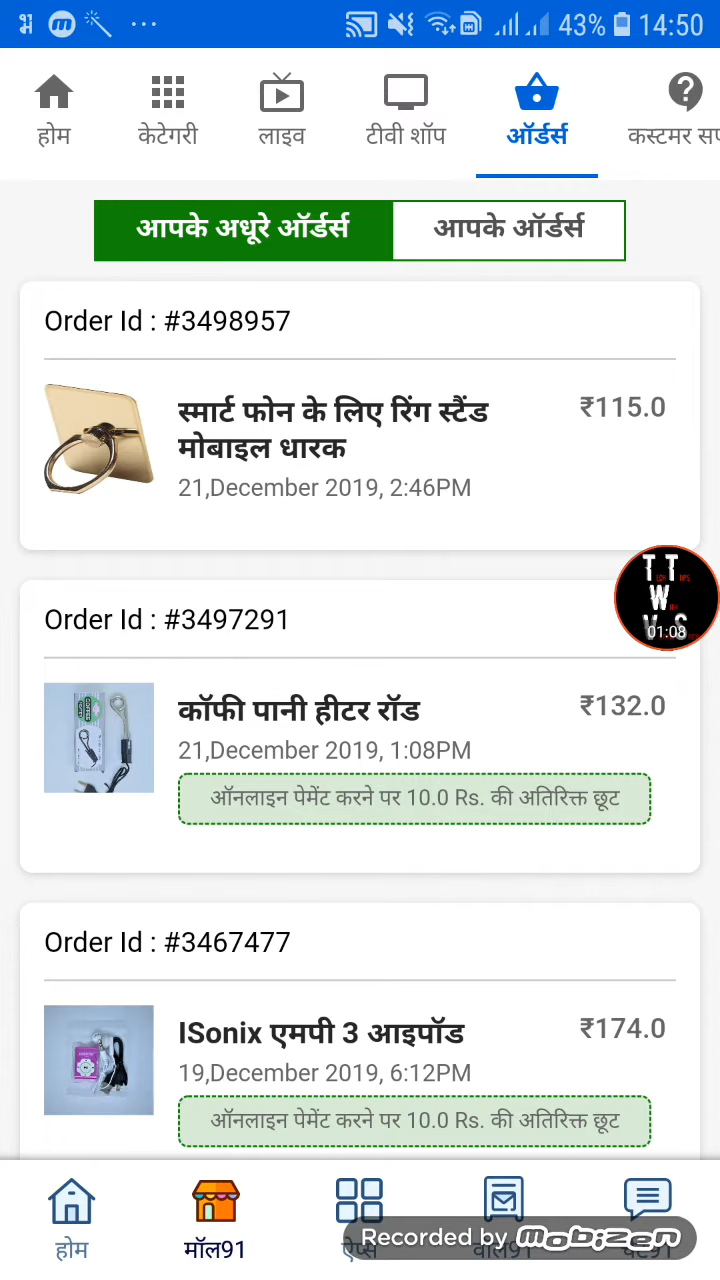 43% 14:50
होम केटेगरी लाइव टीवी शॉप ऑर्डर्स कस्टमर
आपके अधूरे ऑर्डर्स आपके ऑर्डर्स
Order Id : #3498957
स्मार्ट फोन के लिए रिंग स्टैंड ₹115.0
मोबाइल धारक
21,December 2019, 2:46PM
T T
W
V S
01:08
Order Id : #3497291
कॉफी पानी हीटर रॉड ₹132.0
21,December 2019, 1:08PM
ऑनलाइन पेमेंट करने पर 10.0 Rs. की अतिरिक्त छूट
Order Id : #3467477
ISonix एमपी 3 आइपॉड ₹174.0
19,December 2019, 6:12PM
ऑनलाइन पेमेंट करने पर 10.0 Rs. की अतिरिक्त छूट
होम मॉल91
Recorded by mobizen